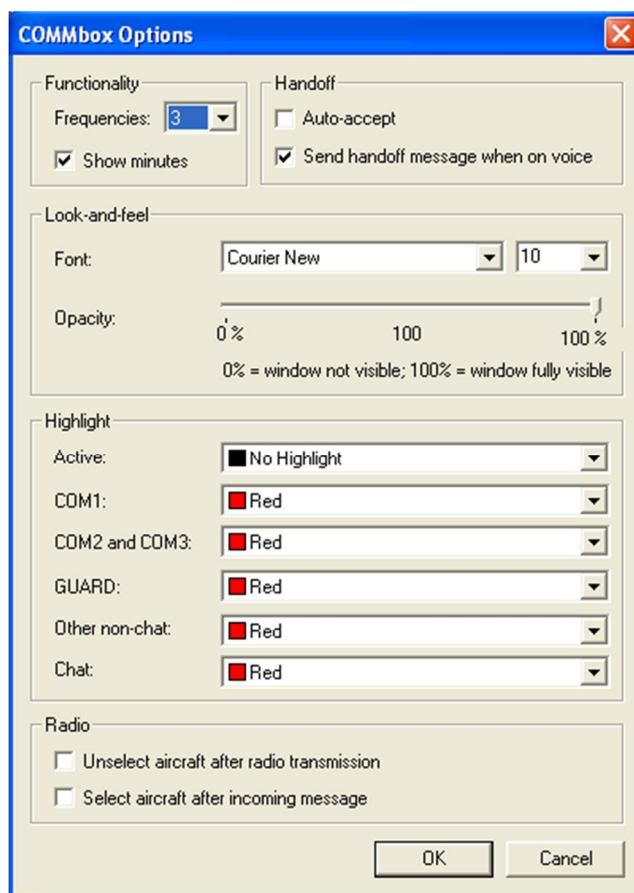 COMMbox Options
Functionality
Frequencies: 3
Show minutes
Handoff
Auto-accept
Send handoff message when on voice
Look-and-feel
Font: Courier New 10
Opacity:
0 % 100 100 %
0% = window not visible; 100% = window fully visible
Highlight
Active: No Highlight
COM1: Red
COM2 and COM3: Red
GUARD: Red
Other non-chat: Red
Chat: Red
Radio
Unselect aircraft after radio transmission
Select aircraft after incoming message
OK Cancel